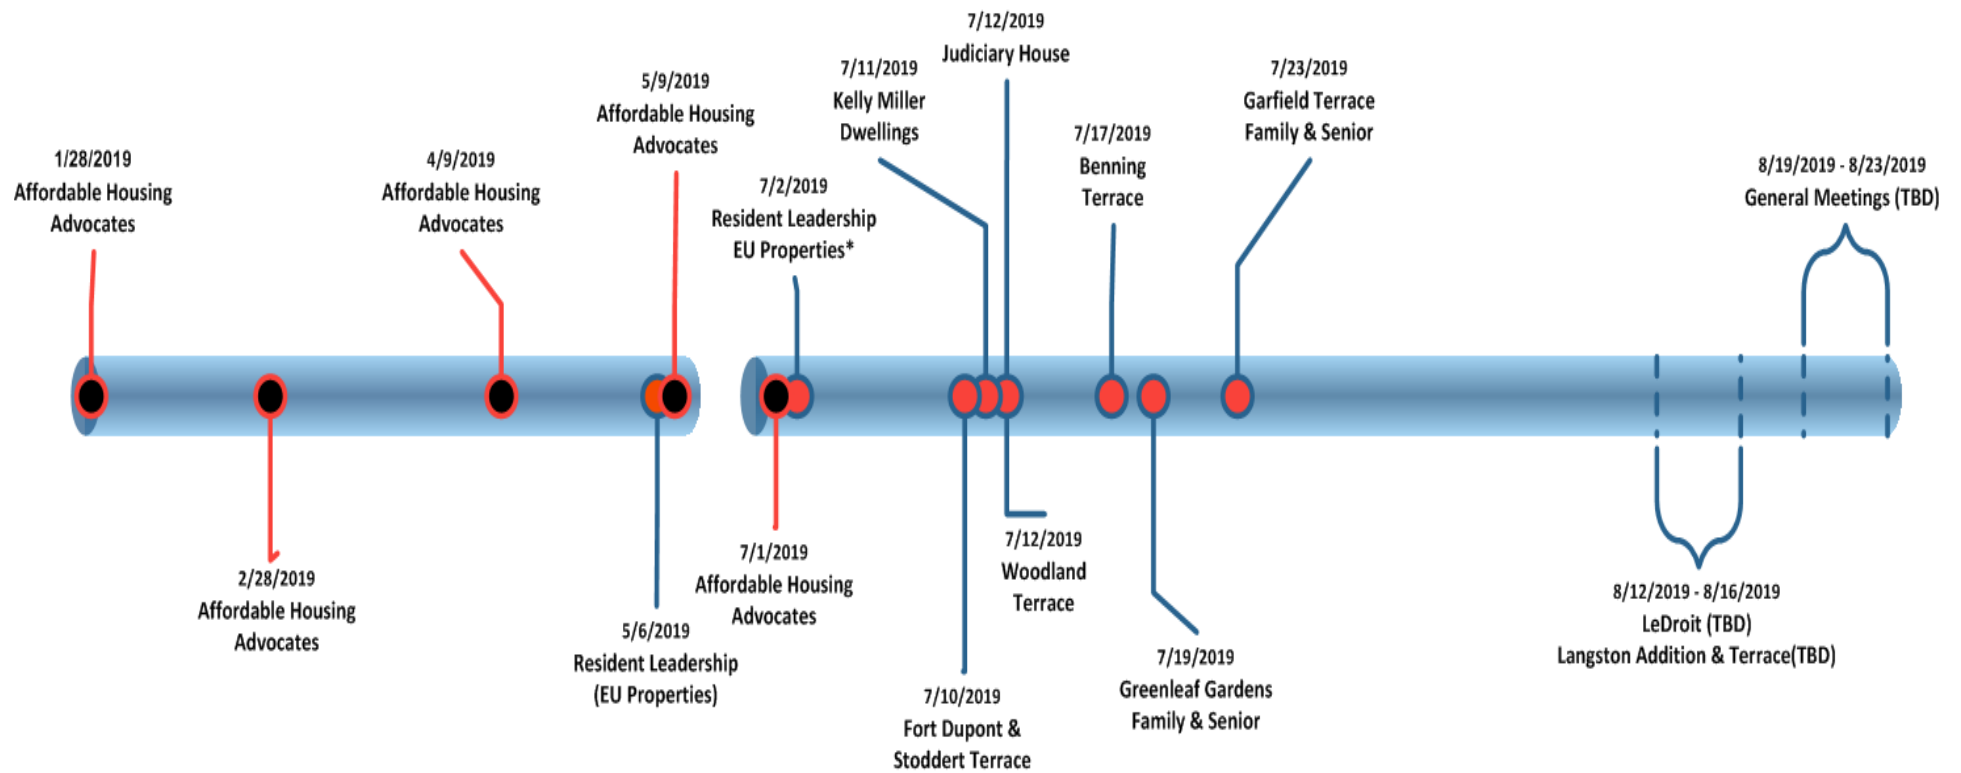 1/28/2019
Affordable Housing
Advocates
2/28/2019
Affordable Housing
Advocates
4/9/2019
Affordable Housing
Advocates
5/6/2019
Resident Leadership
(EU Properties)
5/9/2019
Affordable Housing
Advocates
7/1/2019
Affordable Housing
Advocates
7/2/2019
Resident Leadership
EU Properties*
7/10/2019
Fort Dupont &
Stoddert Terrace
7/11/2019
Kelly Miller
Dwellings
7/12/2019
Judiciary House
7/12/2019
Woodland
Terrace
7/17/2019
Benning
Terrace
7/19/2019
Greenleaf Gardens
Family & Senior
7/23/2019
Garfield Terrace
Family & Senior
8/12/2019 - 8/16/2019
LeDroit (TBD)
Langston Addition & Terrace(TBD)
8/19/2019 - 8/23/2019
General Meetings (TBD)